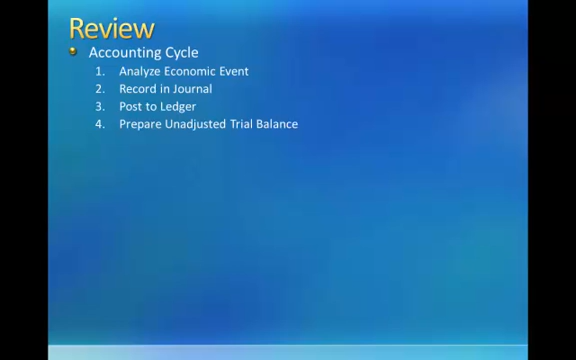 Review
Accounting Cycle
1. Analyze Economic Event
2. Record in Journal
3. Post to Ledger
4. Prepare Unadjusted Trial Balance